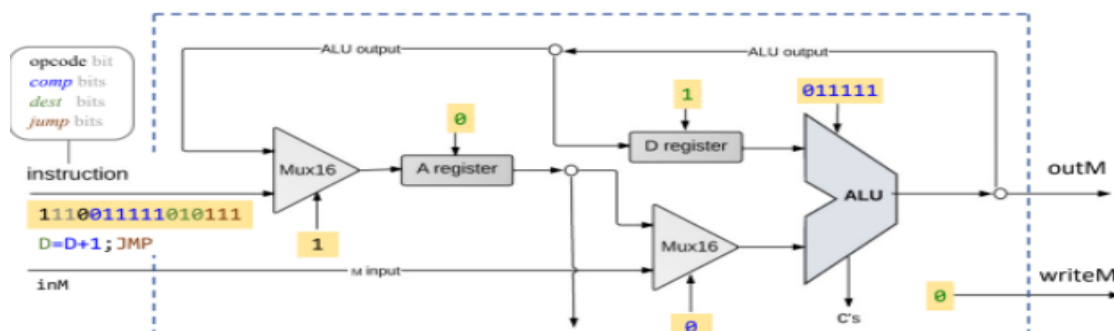 ALU output
ALU output
opcode bit
comp bits
dest bits
jump bits
0
1
011111
Mux16
A register
D register
ALU
instruction
outM
1110011111010111
1
D=D+1;JMP
Mux16
M input
inM
writeM
0
0
C's